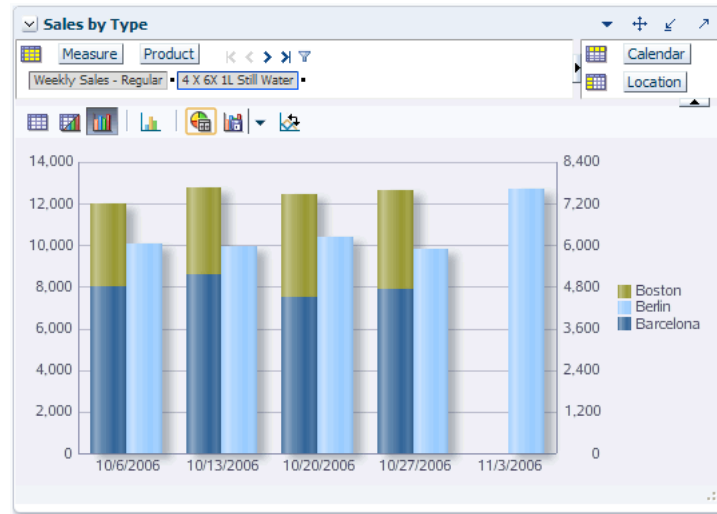 Sales by Type
Measure Product Calendar
Weekly Sales - Regular 4 X 6X 1L Still Water Location
14,000 8,400
12,000 7,200
10,000 6,000
8,000 4,800
6,000 3,600
4,000 2,400
2,000 1,200
0 0
Boston
Berlin
Barcelona
10/6/2006 10/13/2006 10/20/2006 10/27/2006 11/3/2006